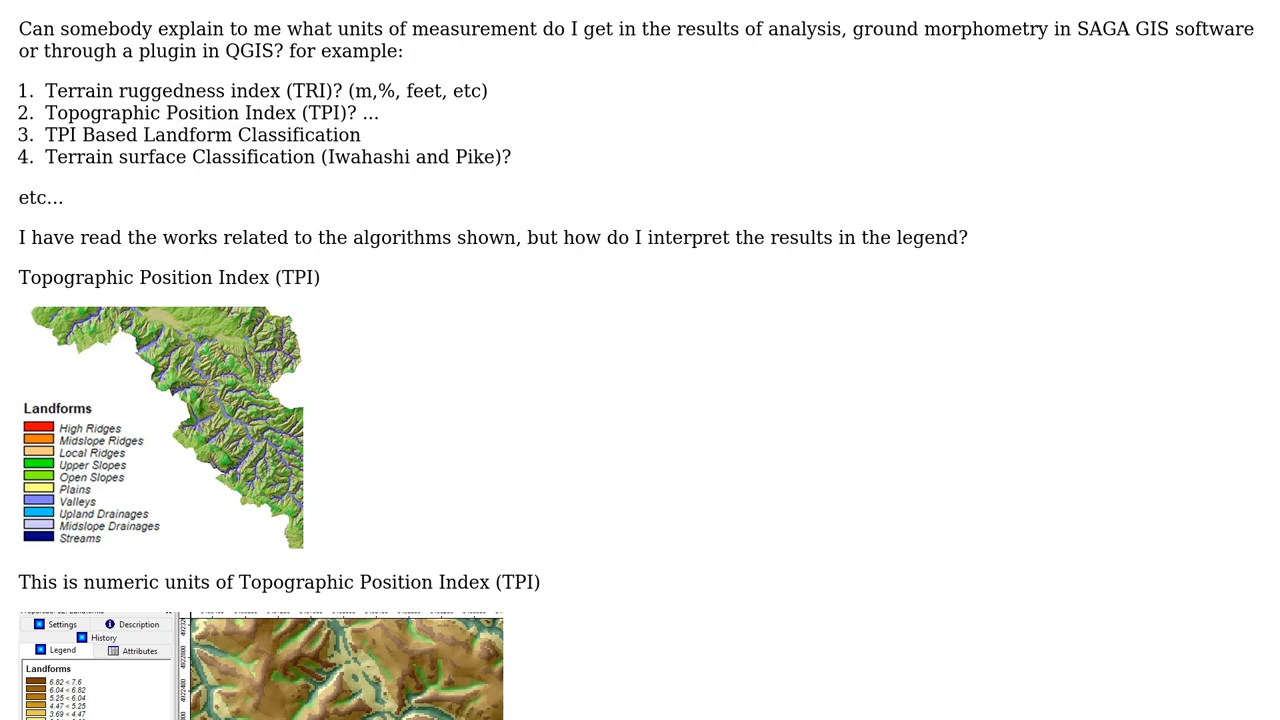 Can somebody explain to me what units of measurement do I get in the results of analysis, ground morphometry in SAGA GIS software
or through a plugin in QGIS? for example:
1. Terrain ruggedness index (TRI)? (m,%, feet, etc)
2. Topographic Position Index (TPI)? ...
3. TPI Based Landform Classification
4. Terrain surface Classification (Iwahashi and Pike)?
etc...
I have read the works related to the algorithms shown, but how do I interpret the results in the legend?
Topographic Position Index (TPI)
Landforms
High Ridges
Midslope Ridges
Local Ridges
Upper Slopes
Open Slopes
Plains
Valleys
Upland Drainages
Midslope Drainages
Streams
This is numeric units of Topographic Position Index (TPI)
Settings
Description
History
Legend
Attributes
Landforms
6.82 < 7.6
6.04 < 6.82
5.25 < 6.04
4.47 < 5.25
3.69 < 4.47
4922800
4922400